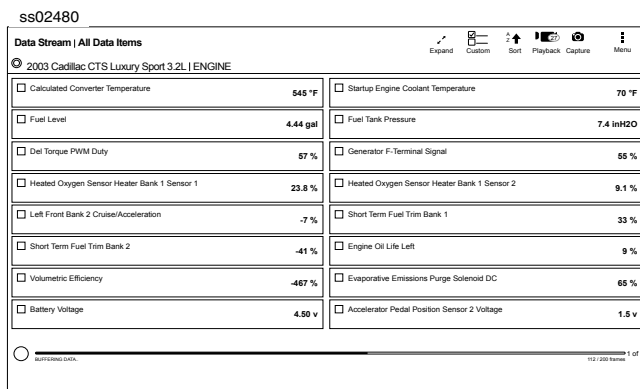 ss02480
Data Stream | All Data Items
Expand Custom Sort Playback Capture Menu
2003 Cadillac CTS Luxury Sport 3.2L | ENGINE
Calculated Converter Temperature 545 °F
Startup Engine Coolant Temperature 70 °F
Fuel Level 4.44 gal
Fuel Tank Pressure 7.4 inH2O
Del Torque PWM Duty 57 %
Generator F-Terminal Signal 55 %
Heated Oxygen Sensor Heater Bank 1 Sensor 1 23.8 %
Heated Oxygen Sensor Heater Bank 1 Sensor 2 9.1 %
Left Front Bank 2 Cruise/Acceleration -7 %
Short Term Fuel Trim Bank 1 33 %
Short Term Fuel Trim Bank 2 -41 %
Engine Oil Life Left 9 %
Volumetric Efficiency -467 %
Evaporative Emissions Purge Solenoid DC 65 %
Battery Voltage 4.50 v
Accelerator Pedal Position Sensor 2 Voltage 1.5 v
1 of
BUFFERING DATA.
112 / 200 frames